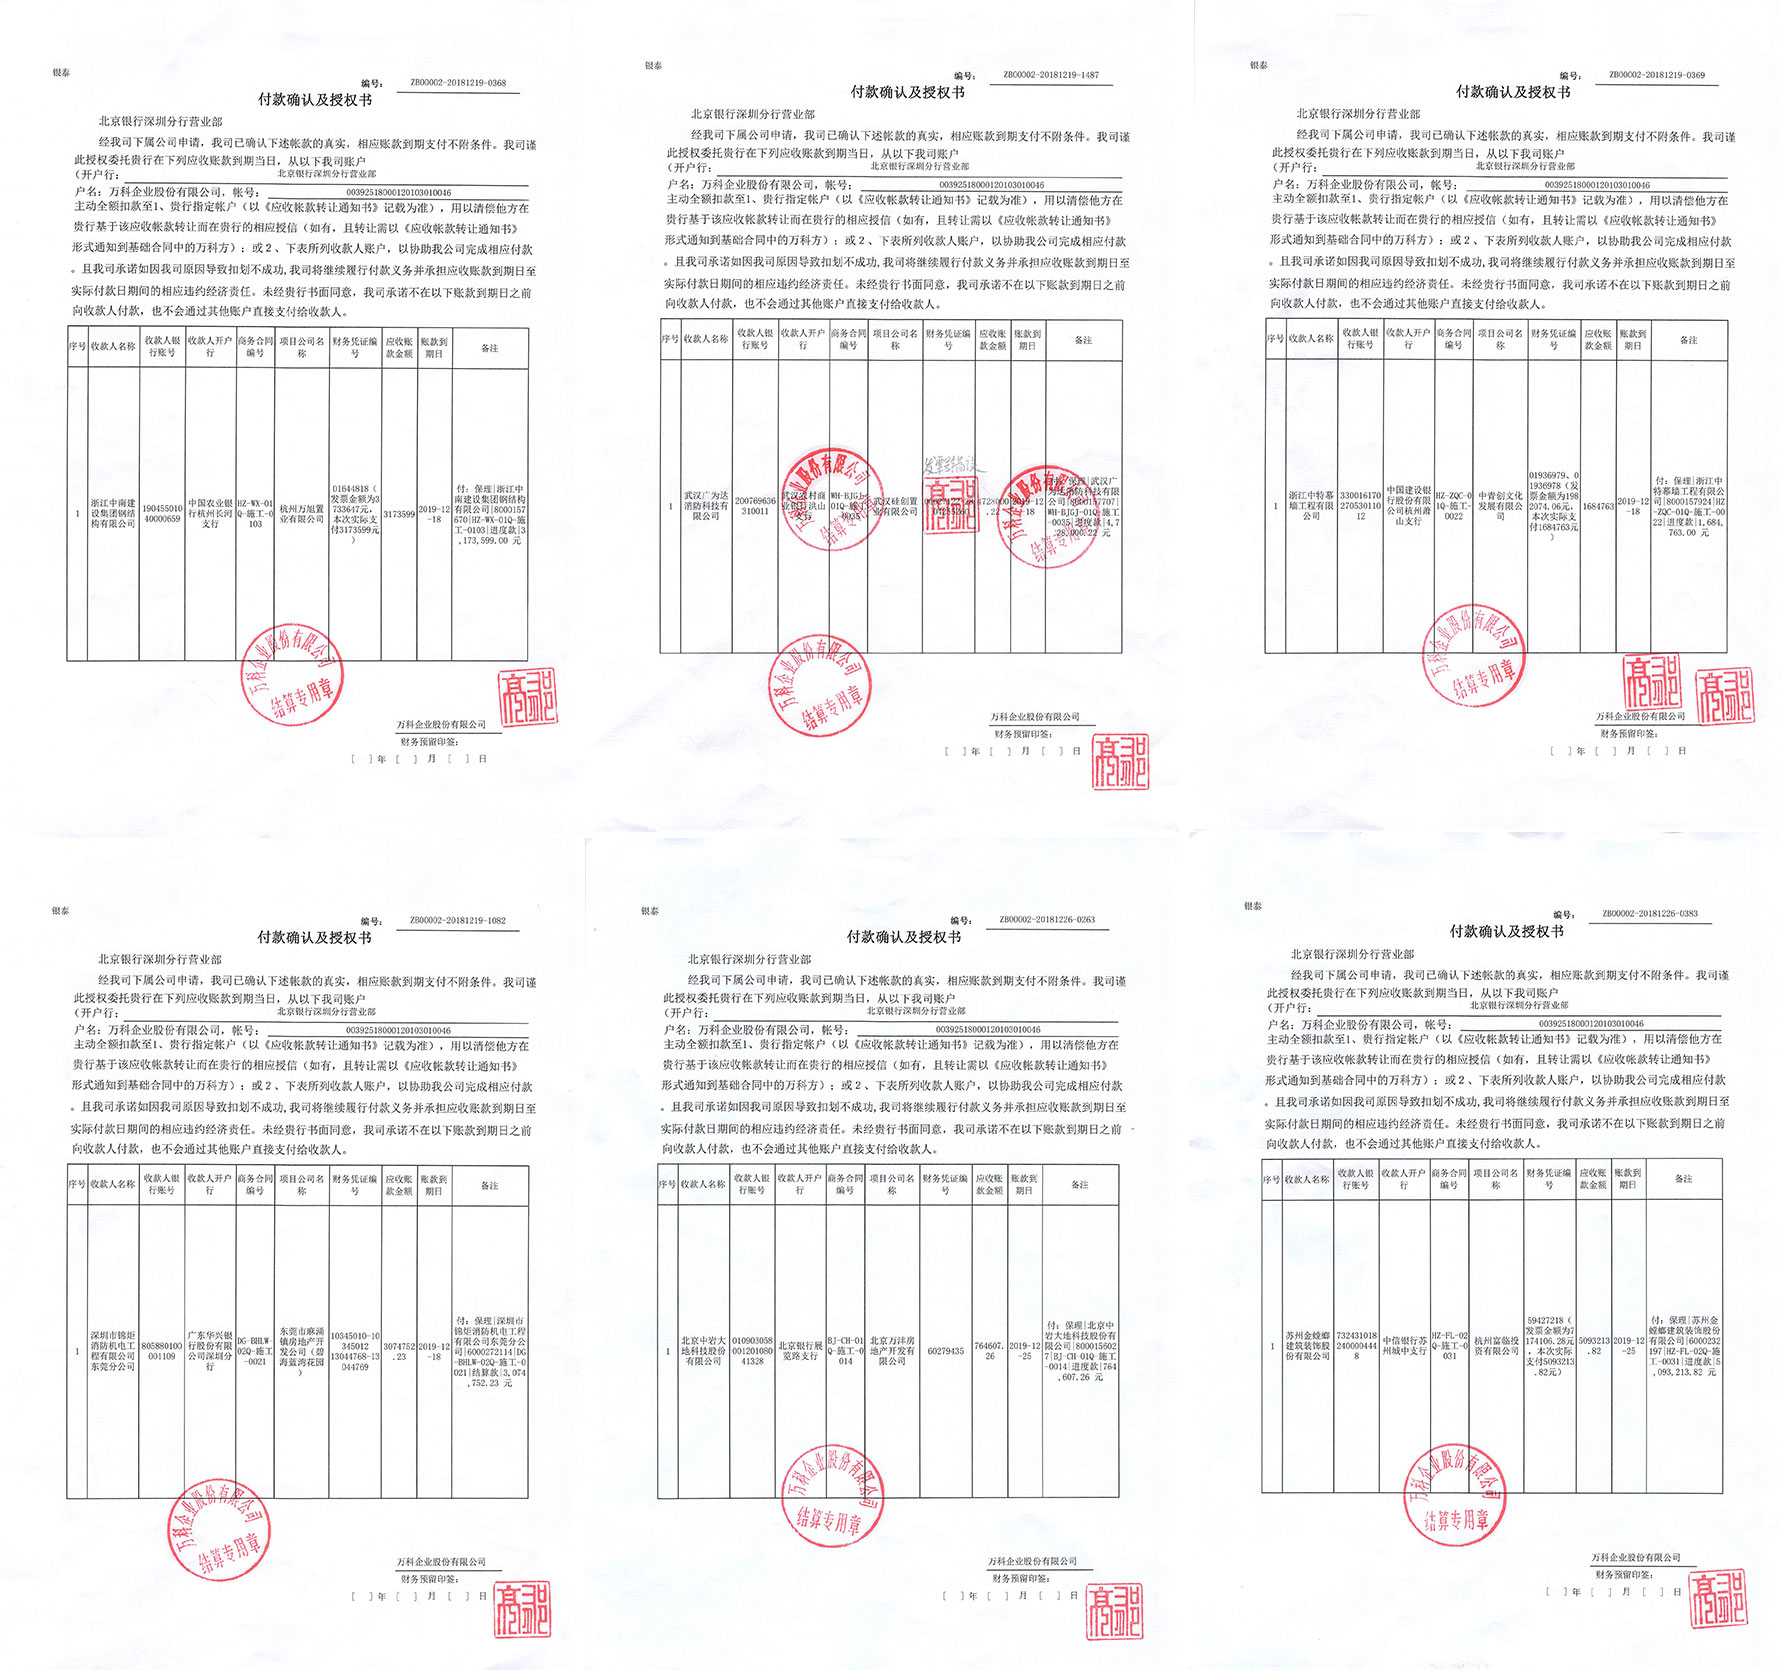 银泰
编号: ZB00002-20181219-0368
付款确认及授权书
北京银行深圳分行营业部
经我司下属公司申请，我司已确认下述帐款的真实，相应账款到期支付不附条件。我司谨
此授权委托贵行在下列应收账款到期当日，从以下我司账户
(开户行: 北京银行深圳分行营业部
户名: 万科企业股份有限公司，帐号: 00392518000120103010046
主动全额扣款至1、贵行指定帐户（以《应收帐款转让通知书》记载为准），用以清偿他方在
贵行基于该应收帐款转让而在贵行的相应授信（如有，且转让需以《应收帐款转让通知书》
形式通知到基础合同中的万科方）；或2、下表所列收款人账户，以协助我公司完成相应付款
。且我司承诺如因我司原因导致扣划不成功,我司将继续履行付款义务并承担应收账款到期日至
实际付款日期间的相应违约经济责任。未经贵行书面同意，我司承诺不在以下账款到期日之前
向收款人付款，也不会通过其他账户直接支付给收款人。
序号 收款人名称 收款人银行账号 收款人开户行 商务合同编号 项目公司名称 财务凭证编号 应收账款金额 账款到期日 备注
1 浙江中南建设集团钢结构有限公司 19045501040000659 中国农业银行杭州长河支行 HZ-WX-01Q-施工-0103 杭州万旭置业有限公司 01644818（发票金额为3733647元，本次实际支付3173599元） 3173599 2019-12-18 付: 保理|浙江中南建设集团钢结构有限公司|8000157670|HZ-WX-01Q-施工-0103|进度款|3,173,599.00 元
万科企业股份有限公司
结算专用章
万科企业股份有限公司
财务预留印签:
[ ]年 [ ]月 [ ]日
银泰
编号: ZB00002-20181219-1487
付款确认及授权书
北京银行深圳分行营业部
经我司下属公司申请，我司已确认下述帐款的真实，相应账款到期支付不附条件。我司谨
此授权委托贵行在下列应收账款到期当日，从以下我司账户
(开户行: 北京银行深圳分行营业部
户名: 万科企业股份有限公司，帐号: 00392518000120103010046
主动全额扣款至1、贵行指定帐户（以《应收帐款转让通知书》记载为准），用以清偿他方在
贵行基于该应收帐款转让而在贵行的相应授信（如有，且转让需以《应收帐款转让通知书》
形式通知到基础合同中的万科方）；或2、下表所列收款人账户，以协助我公司完成相应付款
。且我司承诺如因我司原因导致扣划不成功,我司将继续履行付款义务并承担应收账款到期日至
实际付款日期间的相应违约经济责任。未经贵行书面同意，我司承诺不在以下账款到期日之前
向收款人付款，也不会通过其他账户直接支付给收款人。
序号 收款人名称 收款人银行账号 收款人开户行 商务合同编号 项目公司名称 财务凭证编号 应收账款金额 账款到期日 备注
1 武汉广为达消防科技有限公司 200769636310011 武汉农村商业银行洪山支行 WH-BJGJ-01Q-施工-0035 武汉硅创置业有限公司 4728000.22 2019-12-18 付: 保理|武汉广为达消防科技有限公司|8000157707|WH-BJGJ-01Q-施工-0035|进度款|4,728,000.22 元
万科企业股份有限公司
结算专用章
万科企业股份有限公司
财务预留印签:
[ ]年 [ ]月 [ ]日
银泰
编号: ZB00002-20181219-0369
付款确认及授权书
北京银行深圳分行营业部
经我司下属公司申请，我司已确认下述帐款的真实，相应账款到期支付不附条件。我司谨
此授权委托贵行在下列应收账款到期当日，从以下我司账户
(开户行: 北京银行深圳分行营业部
户名: 万科企业股份有限公司，帐号: 00392518000120103010046
主动全额扣款至1、贵行指定帐户（以《应收帐款转让通知书》记载为准），用以清偿他方在
贵行基于该应收帐款转让而在贵行的相应授信（如有，且转让需以《应收帐款转让通知书》
形式通知到基础合同中的万科方）；或2、下表所列收款人账户，以协助我公司完成相应付款
。且我司承诺如因我司原因导致扣划不成功,我司将继续履行付款义务并承担应收账款到期日至
实际付款日期间的相应违约经济责任。未经贵行书面同意，我司承诺不在以下账款到期日之前
向收款人付款，也不会通过其他账户直接支付给收款人。
序号 收款人名称 收款人银行账号 收款人开户行 商务合同编号 项目公司名称 财务凭证编号 应收账款金额 账款到期日 备注
1 浙江中特幕墙工程有限公司 33001617027053011012 中国建设银行股份有限公司杭州萧山支行 HZ-ZQC-01Q-施工-0022 中青创文化发展有限公司 01936979、01936978（发票金额为1982074.06元，本次实际支付1684763元） 1684763 2019-12-18 付: 保理|浙江中特幕墙工程有限公司|8000157924|HZ-ZQC-01Q-施工-0022|进度款|1,684,763.00 元
万科企业股份有限公司
结算专用章
万科企业股份有限公司
财务预留印签:
[ ]年 [ ]月 [ ]日
银泰
编号: ZB00002-20181219-1082
付款确认及授权书
北京银行深圳分行营业部
经我司下属公司申请，我司已确认下述帐款的真实，相应账款到期支付不附条件。我司谨
此授权委托贵行在下列应收账款到期当日，从以下我司账户
(开户行: 北京银行深圳分行营业部
户名: 万科企业股份有限公司，帐号: 00392518000120103010046
主动全额扣款至1、贵行指定帐户（以《应收帐款转让通知书》记载为准），用以清偿他方在
贵行基于该应收帐款转让而在贵行的相应授信（如有，且转让需以《应收帐款转让通知书》
形式通知到基础合同中的万科方）；或2、下表所列收款人账户，以协助我公司完成相应付款
。且我司承诺如因我司原因导致扣划不成功,我司将继续履行付款义务并承担应收账款到期日至
实际付款日期间的相应违约经济责任。未经贵行书面同意，我司承诺不在以下账款到期日之前
向收款人付款，也不会通过其他账户直接支付给收款人。
序号 收款人名称 收款人银行账号 收款人开户行 商务合同编号 项目公司名称 财务凭证编号 应收账款金额 账款到期日 备注
1 深圳市锦炬消防机电工程有限公司东莞分公司 805880100001109 广东华兴银行股份有限公司深圳分行 DG-BHLW-02Q-施工-0021 东莞市麻涌镇房地产开发公司（碧海蓝湾花园） 10345010-10345012 13044768-13044769 3074752.23 2019-12-18 付: 保理|深圳市锦炬消防机电工程有限公司东莞分公司|6000272114|DG-BHLW-02Q-施工-0021|结算款|3,074,752.23 元
万科企业股份有限公司
结算专用章
万科企业股份有限公司
财务预留印签:
[ ]年 [ ]月 [ ]日
银泰
编号: ZB00002-20181226-0263
付款确认及授权书
北京银行深圳分行营业部
经我司下属公司申请，我司已确认下述帐款的真实，相应账款到期支付不附条件。我司谨
此授权委托贵行在下列应收账款到期当日，从以下我司账户
(开户行: 北京银行深圳分行营业部
户名: 万科企业股份有限公司，帐号: 00392518000120103010046
主动全额扣款至1、贵行指定帐户（以《应收帐款转让通知书》记载为准），用以清偿他方在
贵行基于该应收帐款转让而在贵行的相应授信（如有，且转让需以《应收帐款转让通知书》
形式通知到基础合同中的万科方）；或2、下表所列收款人账户，以协助我公司完成相应付款
。且我司承诺如因我司原因导致扣划不成功,我司将继续履行付款义务并承担应收账款到期日至
实际付款日期间的相应违约经济责任。未经贵行书面同意，我司承诺不在以下账款到期日之前
向收款人付款，也不会通过其他账户直接支付给收款人。
序号 收款人名称 收款人银行账号 收款人开户行 商务合同编号 项目公司名称 财务凭证编号 应收账款金额 账款到期日 备注
1 北京中岩大地科技股份有限公司 01090305800120108041328 北京银行展览路支行 BJ-CH-01Q-施工-0014 北京万沣房地产开发有限公司 60279435 764607.26 2019-12-25 付: 保理|北京中岩大地科技股份有限公司|8000156027|BJ-CH-01Q-施工-0014|进度款|764,607.26 元
万科企业股份有限公司
结算专用章
万科企业股份有限公司
财务预留印签:
[ ]年 [ ]月 [ ]日
银泰
编号: ZB00002-20181226-0383
付款确认及授权书
北京银行深圳分行营业部
经我司下属公司申请，我司已确认下述帐款的真实，相应账款到期支付不附条件。我司谨
此授权委托贵行在下列应收账款到期当日，从以下我司账户
(开户行: 北京银行深圳分行营业部
户名: 万科企业股份有限公司，帐号: 00392518000120103010046
主动全额扣款至1、贵行指定帐户（以《应收帐款转让通知书》记载为准），用以清偿他方在
贵行基于该应收帐款转让而在贵行的相应授信（如有，且转让需以《应收帐款转让通知书》
形式通知到基础合同中的万科方）；或2、下表所列收款人账户，以协助我公司完成相应付款
。且我司承诺如因我司原因导致扣划不成功,我司将继续履行付款义务并承担应收账款到期日至
实际付款日期间的相应违约经济责任。未经贵行书面同意，我司承诺不在以下账款到期日之前
向收款人付款，也不会通过其他账户直接支付给收款人。
序号 收款人名称 收款人银行账号 收款人开户行 商务合同编号 项目公司名称 财务凭证编号 应收账款金额 账款到期日 备注
1 苏州金螳螂建筑装饰股份有限公司 7324310182400004448 中信银行苏州城中支行 HZ-FL-02Q-施工-0031 杭州富临投资有限公司 59427218（发票金额为7174106.28元，本次实际支付5093213.82元） 5093213.82 2019-12-25 付: 保理|苏州金螳螂建筑装饰股份有限公司|6000232197|HZ-FL-02Q-施工-0031|进度款|5,093,213.82 元
万科企业股份有限公司
结算专用章
万科企业股份有限公司
财务预留印签:
[ ]年 [ ]月 [ ]日